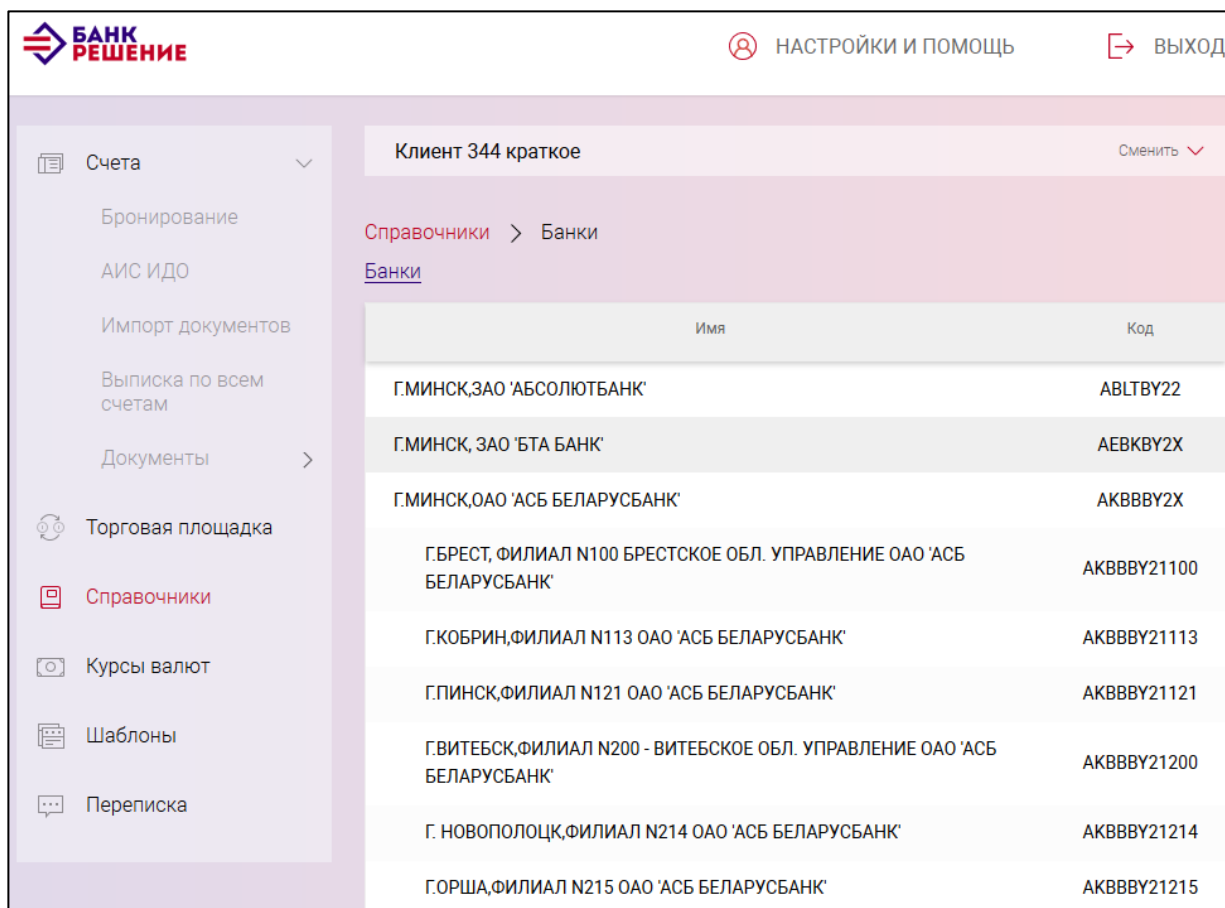 БАНК
РЕШЕНИЕ
НАСТРОЙКИ И ПОМОЩЬ
ВЫХОД
Счета
Бронирование
АИС ИДО
Импорт документов
Выписка по всем
счетам
Документы
Торговая площадка
Справочники
Курсы валют
Шаблоны
Переписка
Клиент 344 краткое
Сменить
Справочники > Банки
Банки
Имя Код
Г.МИНСК,ЗАО 'АБСОЛЮТБАНК' ABLTBY22
Г.МИНСК, ЗАО 'БТА БАНК' AEBKBY2X
Г.МИНСК,ОАО 'АСБ БЕЛАРУСБАНК' AKBBBY2X
Г.БРЕСТ, ФИЛИАЛ N100 БРЕСТСКОЕ ОБЛ. УПРАВЛЕНИЕ ОАО 'АСБ
БЕЛАРУСБАНК' AKBBBY21100
Г.КОБРИН,ФИЛИАЛ N113 ОАО 'АСБ БЕЛАРУСБАНК' AKBBBY21113
Г.ПИНСК,ФИЛИАЛ N121 ОАО 'АСБ БЕЛАРУСБАНК' AKBBBY21121
Г.ВИТЕБСК,ФИЛИАЛ N200 - ВИТЕБСКОЕ ОБЛ. УПРАВЛЕНИЕ ОАО 'АСБ
БЕЛАРУСБАНК' AKBBBY21200
Г. НОВОПОЛОЦК,ФИЛИАЛ N214 ОАО 'АСБ БЕЛАРУСБАНК' AKBBBY21214
Г.ОРША,ФИЛИАЛ N215 ОАО 'АСБ БЕЛАРУСБАНК' AKBBBY21215